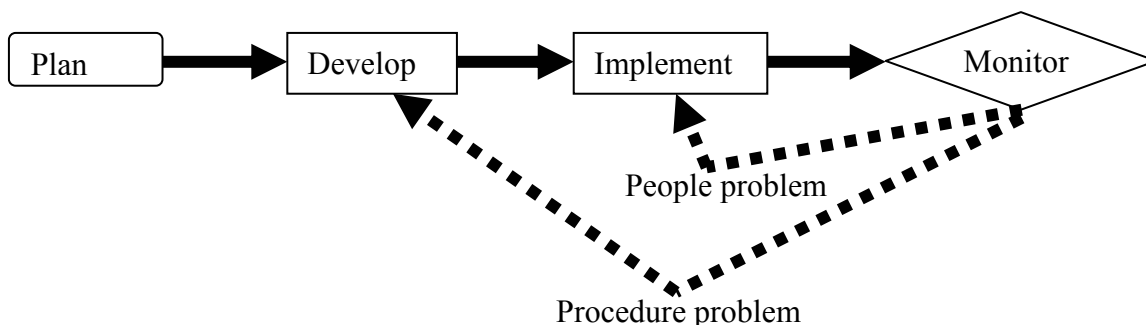 Plan
Develop
Implement
Monitor
People problem
Procedure problem